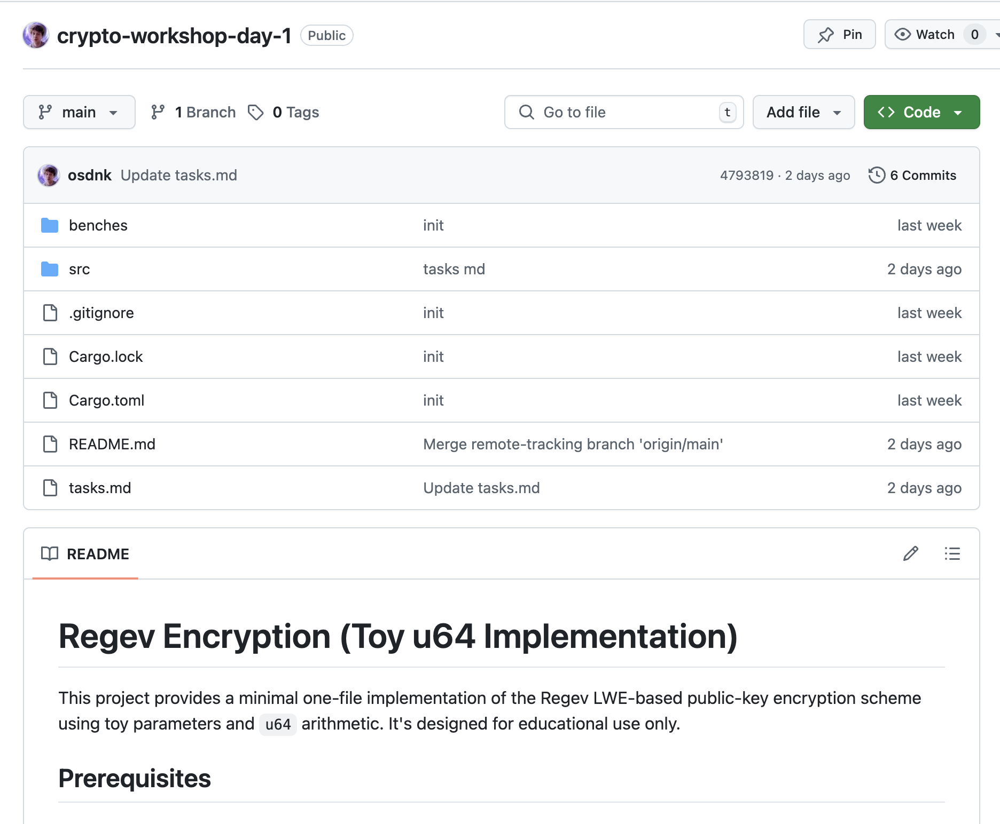 crypto-workshop-day-1 Public Pin Watch 0
main 1 Branch 0 Tags Go to file t Add file Code
osdnk Update tasks.md 4793819 · 2 days ago 6 Commits
benches init last week
src tasks md 2 days ago
.gitignore init last week
Cargo.lock init last week
Cargo.toml init last week
README.md Merge remote-tracking branch 'origin/main' 2 days ago
tasks.md Update tasks.md 2 days ago
README
Regev Encryption (Toy u64 Implementation)
This project provides a minimal one-file implementation of the Regev LWE-based public-key encryption scheme
using toy parameters and u64 arithmetic. It's designed for educational use only.
Prerequisites